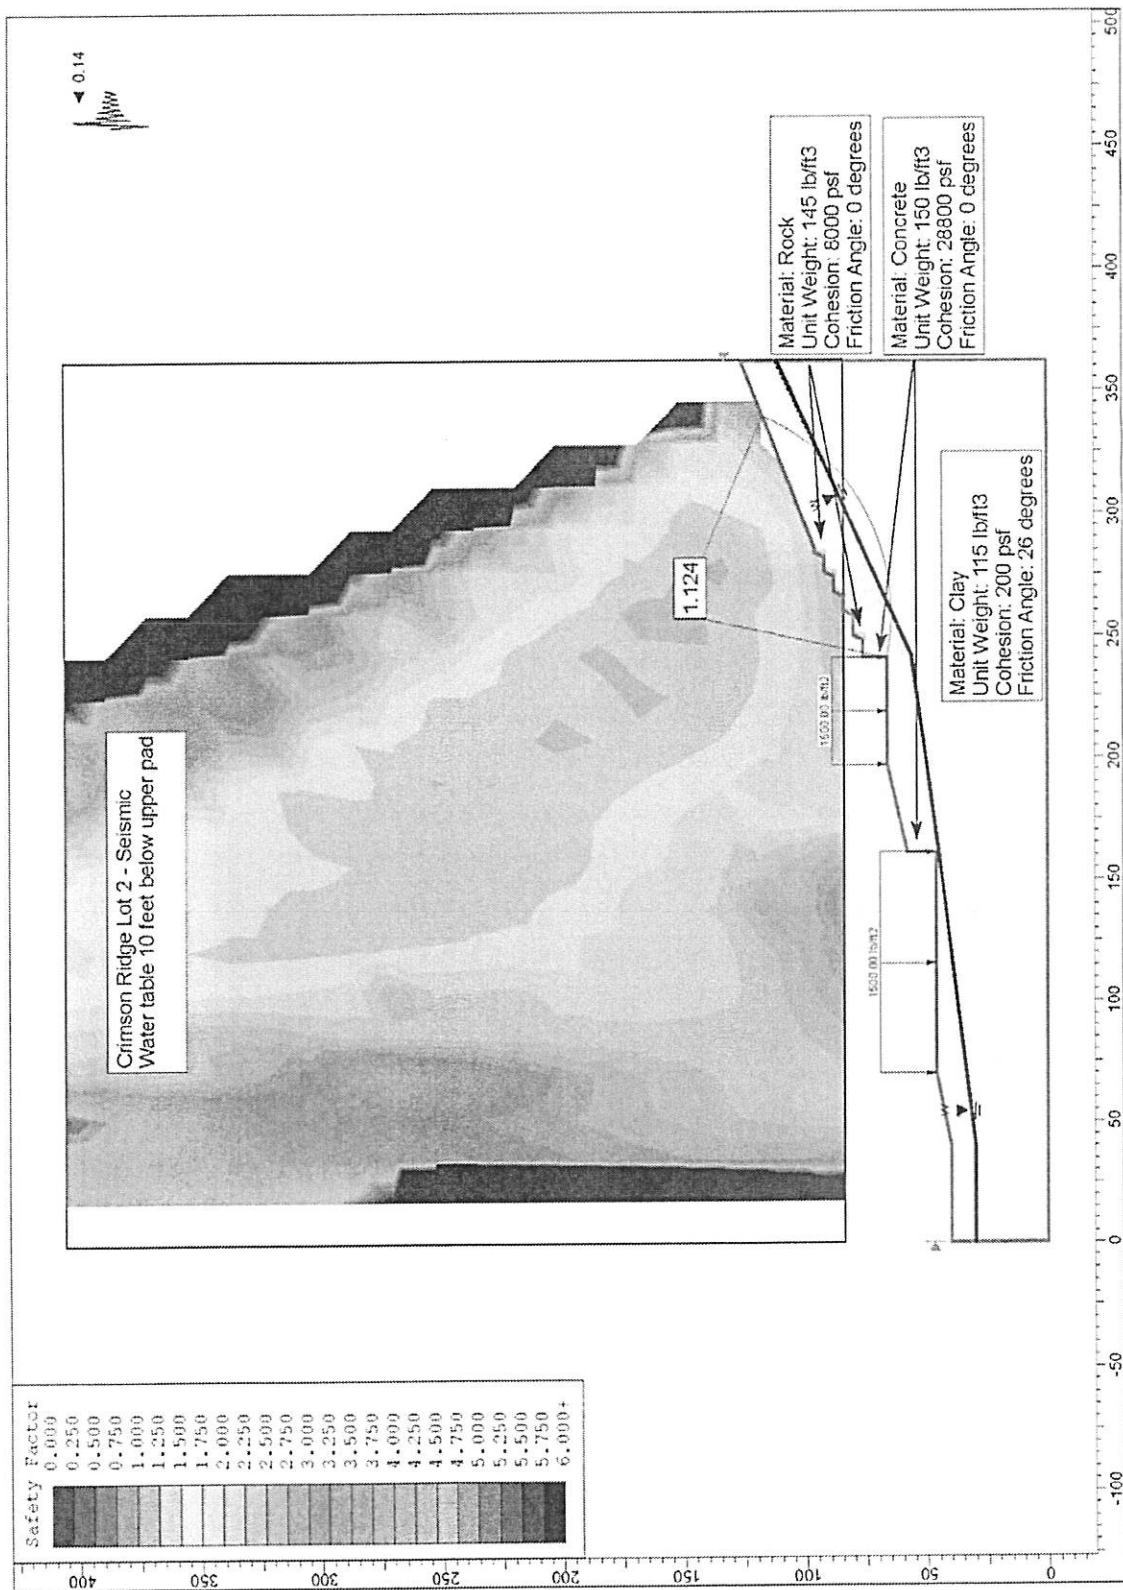 Safety Factor
0.000
0.250
0.500
0.750
1.000
1.250
1.500
1.750
2.000
2.250
2.500
2.750
3.000
3.250
3.500
3.750
4.000
4.250
4.500
4.750
5.000
5.250
5.500
5.750
6.000+
Crimson Ridge Lot 2 - Seismic
Water table 10 feet below upper pad
0.14
1.124
Material: Rock
Unit Weight: 145 lb/ft3
Cohesion: 8000 psf
Friction Angle: 0 degrees
Material: Concrete
Unit Weight: 150 lb/ft3
Cohesion: 28800 psf
Friction Angle: 0 degrees
Material: Clay
Unit Weight: 115 lb/ft3
Cohesion: 200 psf
Friction Angle: 26 degrees
1500.00 lb/ft2
1500.00 lb/ft2
W
W
400
350
300
250
200
150
100
50
0
-100
-50
0
50
100
150
200
250
300
350
400
450
500